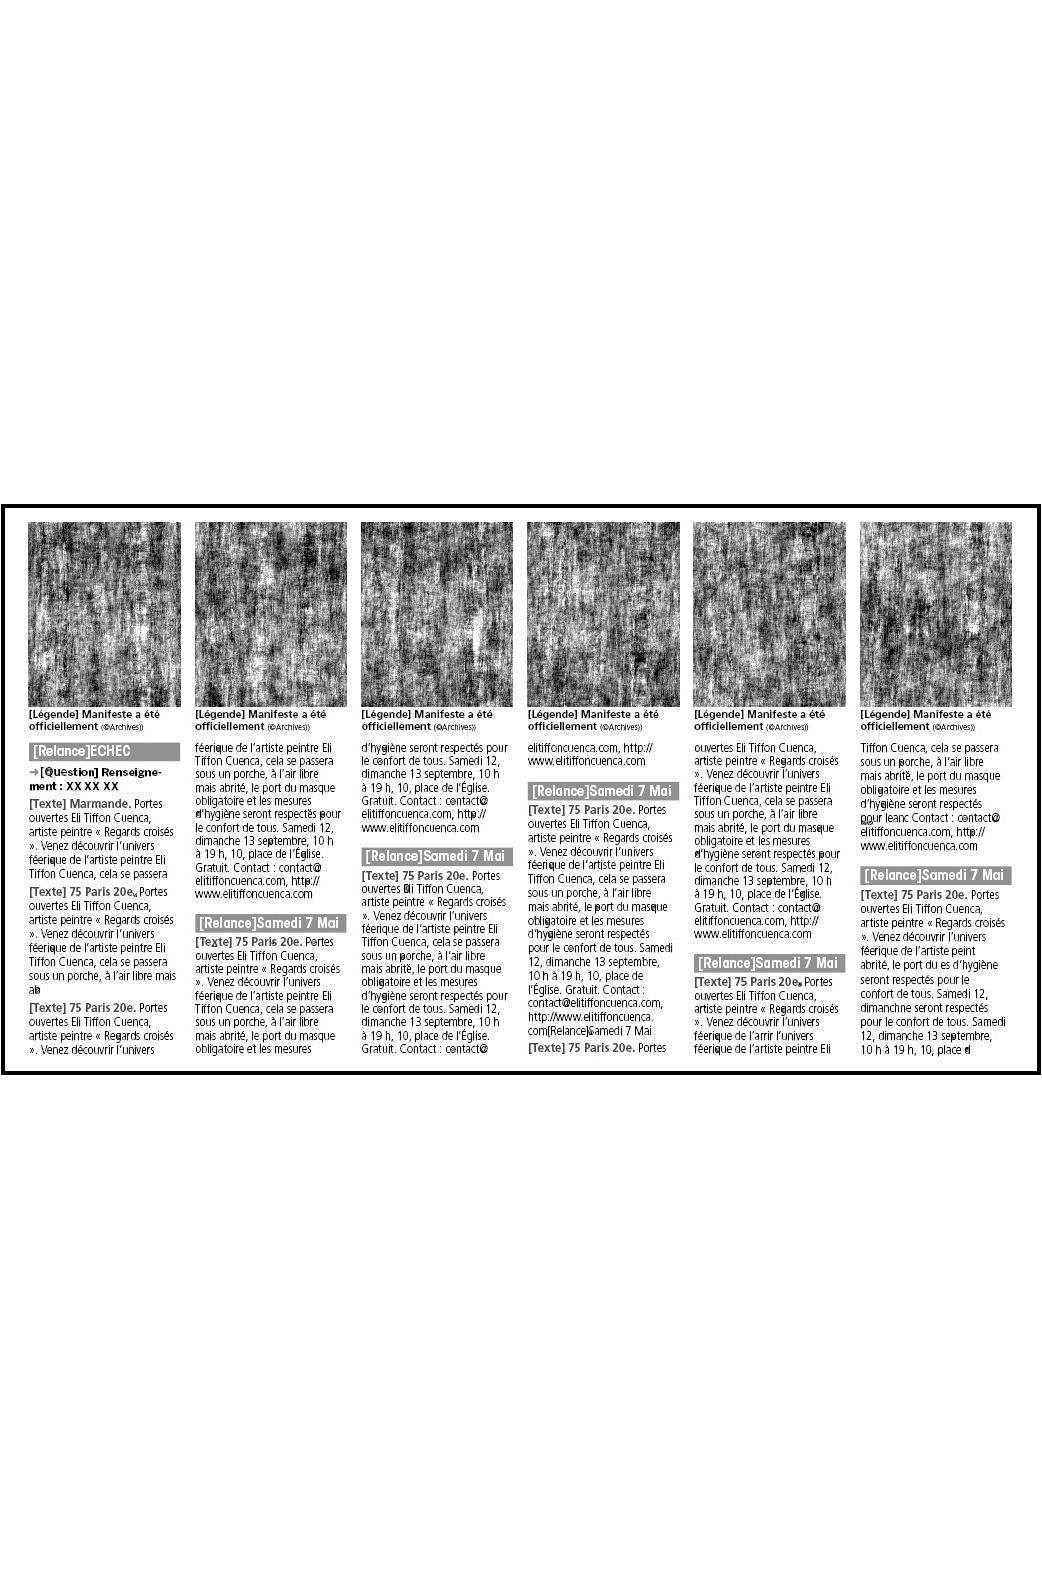 [Légende] Manifeste a été
officiellement (©Archives))
[Relance]ECHEC
➔[Question] Renseigne-
ment : XX XX XX
[Texte] Marmande. Portes
ouvertes Eli Tiffon Cuenca,
artiste peintre « Regards croisés
». Venez découvrir l'univers
féerique de l'artiste peintre Eli
Tiffon Cuenca, cela se passera
[Texte] 75 Paris 20e. Portes
ouvertes Eli Tiffon Cuenca,
artiste peintre « Regards croisés
». Venez découvrir l'univers
féerique de l'artiste peintre Eli
Tiffon Cuenca, cela se passera
sous un porche, à l'air libre mais
ab
[Texte] 75 Paris 20e. Portes
ouvertes Eli Tiffon Cuenca,
artiste peintre « Regards croisés
». Venez découvrir l'univers
[Légende] Manifeste a été
officiellement (©Archives))
féerique de l'artiste peintre Eli
Tiffon Cuenca, cela se passera
sous un porche, à l'air libre
mais abrité, le port du masque
obligatoire et les mesures
d'hygiène seront respectés pour
le confort de tous. Samedi 12,
dimanche 13 septembre, 10 h
à 19 h, 10, place de l'Église.
Gratuit. Contact : contact@
elitiffoncuenca.com, http://
www.elitiffoncuenca.com
[Relance]Samedi 7 Mai
[Texte] 75 Paris 20e. Portes
ouvertes Eli Tiffon Cuenca,
artiste peintre « Regards croisés
». Venez découvrir l'univers
féerique de l'artiste peintre Eli
Tiffon Cuenca, cela se passera
sous un porche, à l'air libre
mais abrité, le port du masque
obligatoire et les mesures
[Légende] Manifeste a été
officiellement (©Archives))
d'hygiène seront respectés pour
le confort de tous. Samedi 12,
dimanche 13 septembre, 10 h
à 19 h, 10, place de l'Église.
Gratuit. Contact : contact@
elitiffoncuenca.com, http://
www.elitiffoncuenca.com
[Relance]Samedi 7 Mai
[Texte] 75 Paris 20e. Portes
ouvertes Eli Tiffon Cuenca,
artiste peintre « Regards croisés
». Venez découvrir l'univers
féerique de l'artiste peintre Eli
Tiffon Cuenca, cela se passera
sous un porche, à l'air libre
mais abrité, le port du masque
obligatoire et les mesures
d'hygiène seront respectés pour
le confort de tous. Samedi 12,
dimanche 13 septembre, 10 h
à 19 h, 10, place de l'Église.
Gratuit. Contact : contact@
[Légende] Manifeste a été
officiellement (©Archives))
elitiffoncuenca.com, http://
www.elitiffoncuenca.com
[Relance]Samedi 7 Mai
[Texte] 75 Paris 20e. Portes
ouvertes Eli Tiffon Cuenca,
artiste peintre « Regards croisés
». Venez découvrir l'univers
féerique de l'artiste peintre Eli
Tiffon Cuenca, cela se passera
sous un porche, à l'air libre
mais abrité, le port du masque
obligatoire et les mesures
d'hygiène seront respectés
pour le confort de tous. Samedi
12, dimanche 13 septembre,
10 h à 19 h, 10, place de
l'Église. Gratuit. Contact :
contact@elitiffoncuenca.com,
http://www.elitiffoncuenca.
com[Relance]Samedi 7 Mai
[Texte] 75 Paris 20e. Portes
[Légende] Manifeste a été
officiellement (©Archives))
ouvertes Eli Tiffon Cuenca,
artiste peintre « Regards croisés
». Venez découvrir l'univers
féerique de l'artiste peintre Eli
Tiffon Cuenca, cela se passera
sous un porche, à l'air libre
mais abrité, le port du masque
obligatoire et les mesures
d'hygiène seront respectés pour
le confort de tous. Samedi 12,
dimanche 13 septembre, 10 h
à 19 h, 10, place de l'Église.
Gratuit. Contact : contact@
elitiffoncuenca.com, http://
www.elitiffoncuenca.com
[Relance]Samedi 7 Mai
[Texte] 75 Paris 20e. Portes
ouvertes Eli Tiffon Cuenca,
artiste peintre « Regards croisés
». Venez découvrir l'univers
féerique de l'arrir l'univers
féerique de l'artiste peintre Eli
[Légende] Manifeste a été
officiellement (©Archives))
Tiffon Cuenca, cela se passera
sous un porche, à l'air libre
mais abrité, le port du masque
obligatoire et les mesures
d'hygiène seront respectés
pour leanc Contact : contact@
elitiffoncuenca.com, http://
www.elitiffoncuenca.com
[Relance]Samedi 7 Mai
[Texte] 75 Paris 20e. Portes
ouvertes Eli Tiffon Cuenca,
artiste peintre « Regards croisés
». Venez découvrir l'univers
féerique de l'artiste peint
abrité, le port du es d'hygiène
seront respectés pour le
confort de tous. Samedi 12,
dimanchne seront respectés
pour le confort de tous. Samedi
12, dimanche 13 septembre,
10 h à 19 h, 10, place d